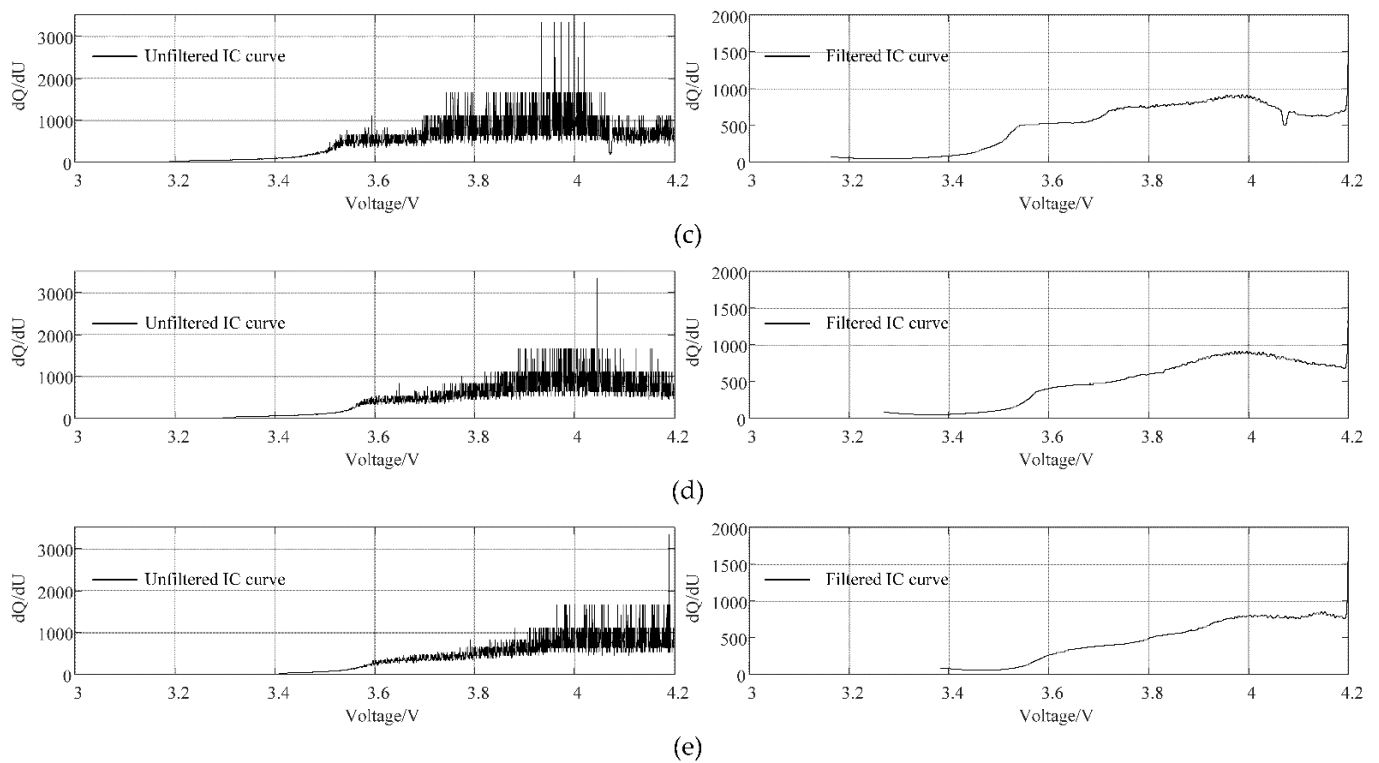 3000
2000
1000
0
dQ/dU
Unfiltered IC curve
3 3.2 3.4 3.6 3.8 4 4.2
Voltage/V
2000
1500
1000
500
0
dQ/dU
Filtered IC curve
3 3.2 3.4 3.6 3.8 4 4.2
Voltage/V
(c)
3000
2000
1000
0
dQ/dU
Unfiltered IC curve
3 3.2 3.4 3.6 3.8 4 4.2
Voltage/V
2000
1500
1000
500
0
dQ/dU
Filtered IC curve
3 3.2 3.4 3.6 3.8 4 4.2
Voltage/V
(d)
3000
2000
1000
0
dQ/dU
Unfiltered IC curve
3 3.2 3.4 3.6 3.8 4 4.2
Voltage/V
2000
1500
1000
500
0
dQ/dU
Filtered IC curve
3 3.2 3.4 3.6 3.8 4 4.2
Voltage/V
(e)